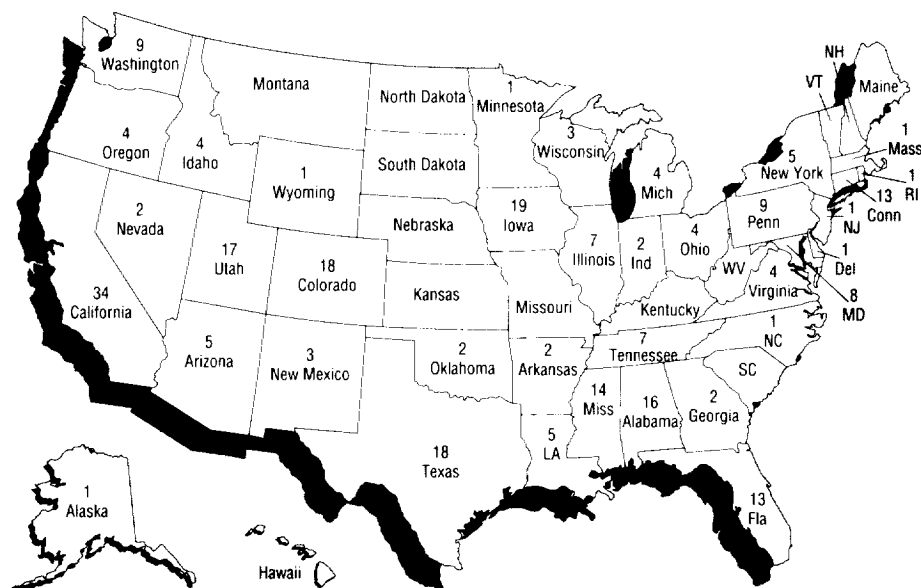 9
Washington
Montana
North Dakota
1
Minnesota
NH
VT
Maine
4
Oregon
4
Idaho
1
Wyoming
South Dakota
3
Wisconsin
4
Mich
5
New York
1
Mass
1
RI
13
Conn
2
Nevada
17
Utah
18
Colorado
Nebraska
19
Iowa
7
Illinois
2
Ind
4
Ohio
9
Penn
1
NJ
1
Del
8
MD
34
California
Kansas
Missouri
Kentucky
WV
4
Virginia
5
Arizona
3
New Mexico
2
Oklahoma
2
Arkansas
7
Tennessee
1
NC
SC
14
Miss
16
Alabama
2
Georgia
18
Texas
5
LA
13
Fla
1
Alaska
Hawaii